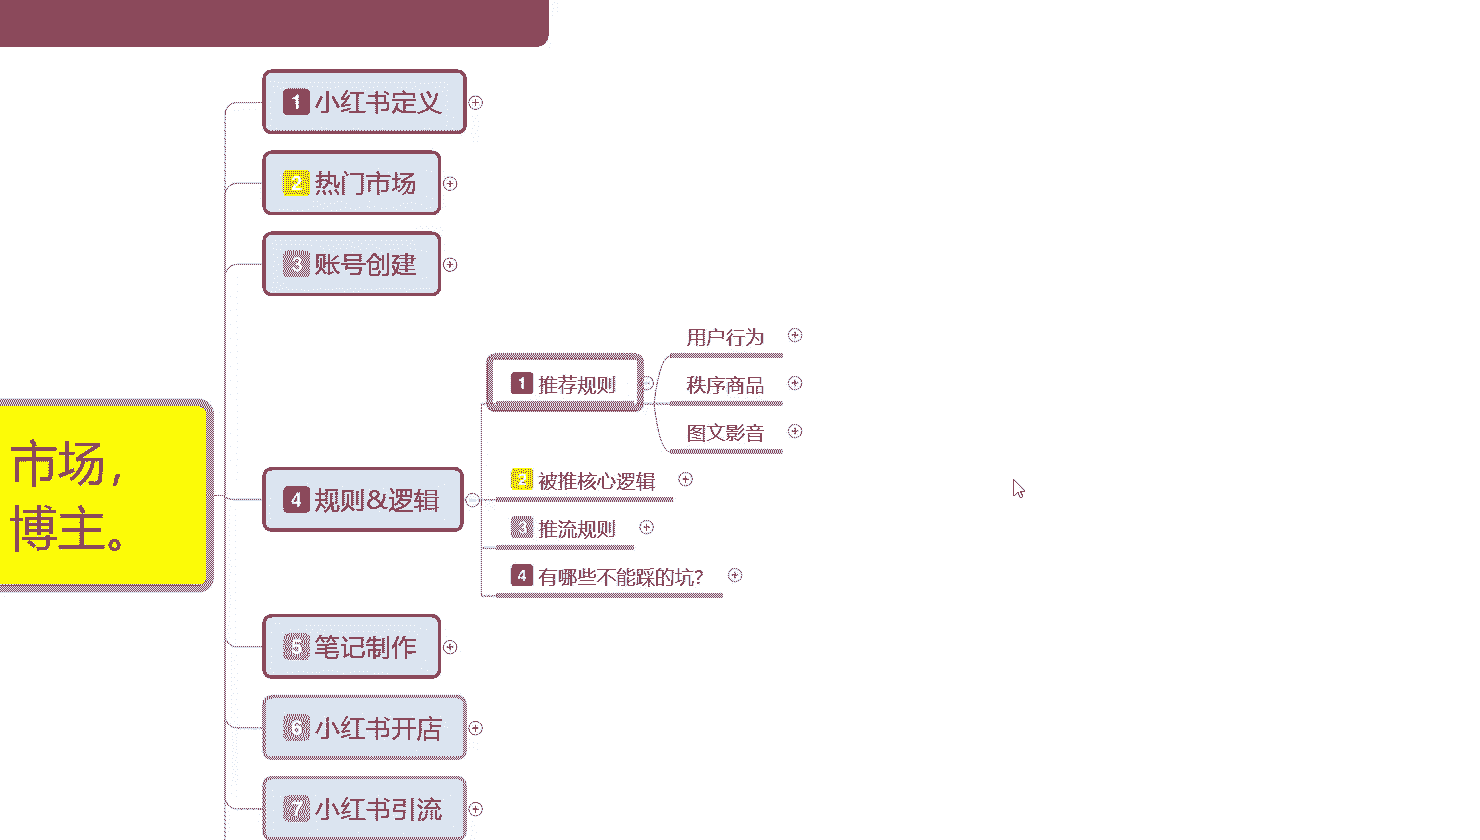 1 小红书定义
2 热门市场
3 账号创建
市场，
博主。
4 规则&逻辑
1 推荐规则
用户行为
秩序商品
图文影音
2 被推核心逻辑
3 推流规则
4 有哪些不能踩的坑?
5 笔记制作
6 小红书开店
7 小红书引流